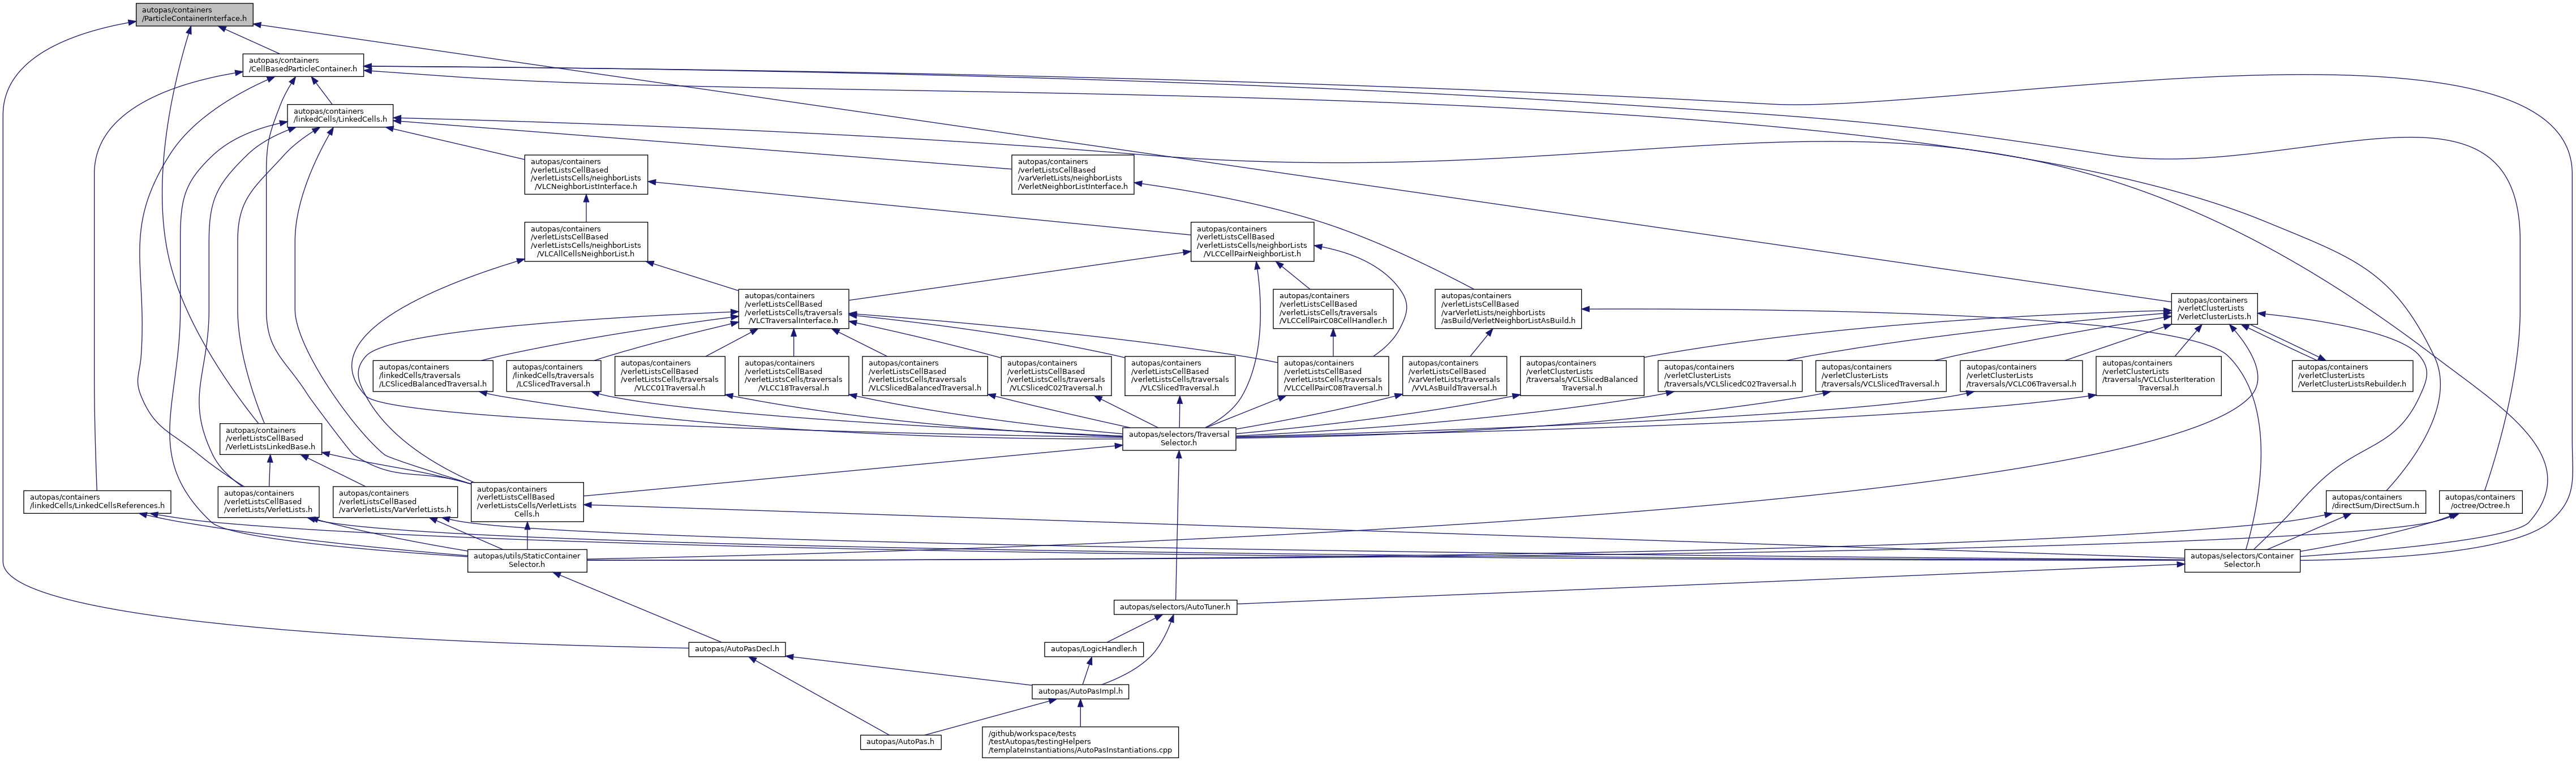 autopas/containers
/ParticleContainerInterface.h
autopas/containers
/CellBasedParticleContainer.h
autopas/containers
/linkedCells/LinkedCells.h
autopas/containers
/verletListsCellBased
/verletListsCells/neighborLists
/VLCNeighborListInterface.h
autopas/containers
/verletListsCellBased
/varVerletLists/neighborLists
/VerletNeighborListInterface.h
autopas/containers
/verletListsCellBased
/verletListsCells/neighborLists
/VLCAllCellsNeighborList.h
autopas/containers
/verletListsCellBased
/verletListsCells/neighborLists
/VLCCellPairNeighborList.h
autopas/containers
/verletListsCellBased
/verletListsCells/traversals
/VLCTraversalInterface.h
autopas/containers
/verletListsCellBased
/verletListsCells/traversals
/VLCCellPairC08CellHandler.h
autopas/containers
/verletListsCellBased
/varVerletLists/neighborLists
/asBuild/VerletNeighborListAsBuild.h
autopas/containers
/verletClusterLists
/VerletClusterLists.h
autopas/containers
/linkedCells/traversals
/LCSlicedBalancedTraversal.h
autopas/containers
/linkedCells/traversals
/LCSlicedTraversal.h
autopas/containers
/verletListsCellBased
/verletListsCells/traversals
/VLCC01Traversal.h
autopas/containers
/verletListsCellBased
/verletListsCells/traversals
/VLCC18Traversal.h
autopas/containers
/verletListsCellBased
/verletListsCells/traversals
/VLCSlicedBalancedTraversal.h
autopas/containers
/verletListsCellBased
/verletListsCells/traversals
/VLCSlicedC02Traversal.h
autopas/containers
/verletListsCellBased
/verletListsCells/traversals
/VLCSlicedTraversal.h
autopas/containers
/verletListsCellBased
/verletListsCells/traversals
/VLCCellPairC08Traversal.h
autopas/containers
/verletListsCellBased
/varVerletLists/traversals
/VVLAsBuildTraversal.h
autopas/containers
/verletClusterLists
/traversals/VCLSlicedBalanced
Traversal.h
autopas/containers
/verletClusterLists
/traversals/VCLSlicedC02Traversal.h
autopas/containers
/verletClusterLists
/traversals/VCLSlicedTraversal.h
autopas/containers
/verletClusterLists
/traversals/VCLC06Traversal.h
autopas/containers
/verletClusterLists
/traversals/VCLClusterIteration
Traversal.h
autopas/containers
/verletClusterLists
/VerletClusterListsRebuilder.h
autopas/containers
/verletListsCellBased
/VerletListsLinkedBase.h
autopas/selectors/Traversal
Selector.h
autopas/containers
/linkedCells/LinkedCellsReferences.h
autopas/containers
/verletListsCellBased
/verletLists/VerletLists.h
autopas/containers
/verletListsCellBased
/varVerletLists/VarVerletLists.h
autopas/containers
/verletListsCellBased
/verletListsCells/VerletLists
Cells.h
autopas/containers
/directSum/DirectSum.h
autopas/containers
/octree/Octree.h
autopas/utils/StaticContainer
Selector.h
autopas/selectors/Container
Selector.h
autopas/selectors/AutoTuner.h
autopas/AutoPasDecl.h
autopas/LogicHandler.h
autopas/AutoPasImpl.h
autopas/AutoPas.h
/github/workspace/tests
/testAutopas/testingHelpers
/templateInstantiations/AutoPasInstantiations.cpp